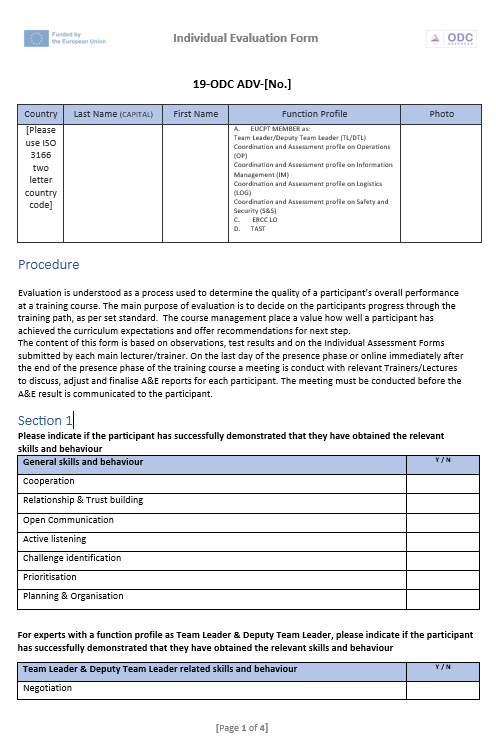 Funded by
the European Union
Individual Evaluation Form
ODC
ADVANCED
19-ODC ADV-[No.]
Country
Last Name (CAPITAL)
First Name
Function Profile
Photo
[Please
use ISO
3166
two
letter
country
code]
A. EUCPT MEMBER as:
Team Leader/Deputy Team Leader (TL/DTL)
Coordination and Assessment profile on Operations
(OP)
Coordination and Assessment profile on Information
Management (IM)
Coordination and Assessment profile on Logistics
(LOG)
Coordination and Assessment profile on Safety and
Security (S&S)
C. ERCC LO
D. TAST
Procedure
Evaluation is understood as a process used to determine the quality of a participant's overall performance
at a training course. The main purpose of evaluation is to decide on the participants progress through the
training path, as per set standard. The course management place a value how well a participant has
achieved the curriculum expectations and offer recommendations for next step.
The content of this form is based on observations, test results and on the Individual Assessment Forms
submitted by each main lecturer/trainer. On the last day of the presence phase or online immediately after
the end of the presence phase of the training course a meeting is conduct with relevant Trainers/Lectures
to discuss, adjust and finalise A&E reports for each participant. The meeting must be conducted before the
A&E result is communicated to the participant.
Section 1
Please indicate if the participant has successfully demonstrated that they have obtained the relevant
skills and behaviour
General skills and behaviour
Y / N
Cooperation
Relationship & Trust building
Open Communication
Active listening
Challenge identification
Prioritisation
Planning & Organisation
For experts with a function profile as Team Leader & Deputy Team Leader, please indicate if the participant
has successfully demonstrated that they have obtained the relevant skills and behaviour
Team Leader & Deputy Team Leader related skills and behaviour
Y / N
Negotiation
[Page 1 of 4]